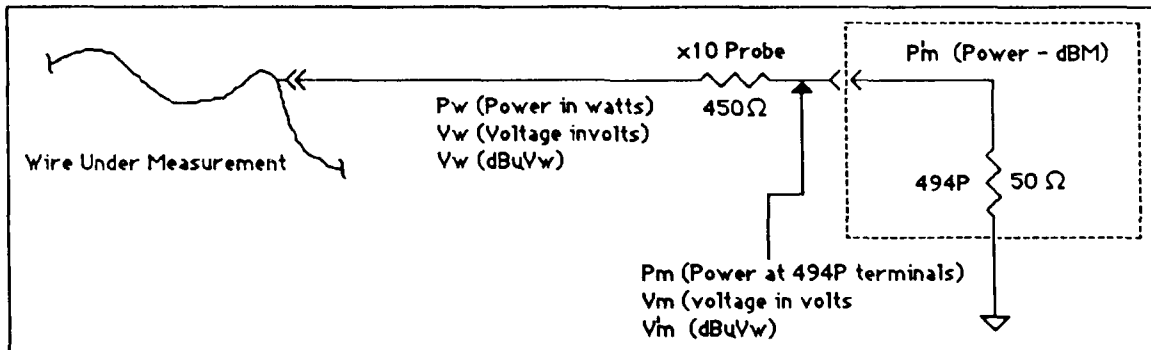 x10 Probe
P'm (Power - dBM)
450Ω
Pw (Power in watts)
Vw (Voltage involts)
Vw (dBuVw)
Wire Under Measurement
494P
50 Ω
Pm (Power at 494P terminals)
Vm (voltage in volts
V'm (dBuVw)